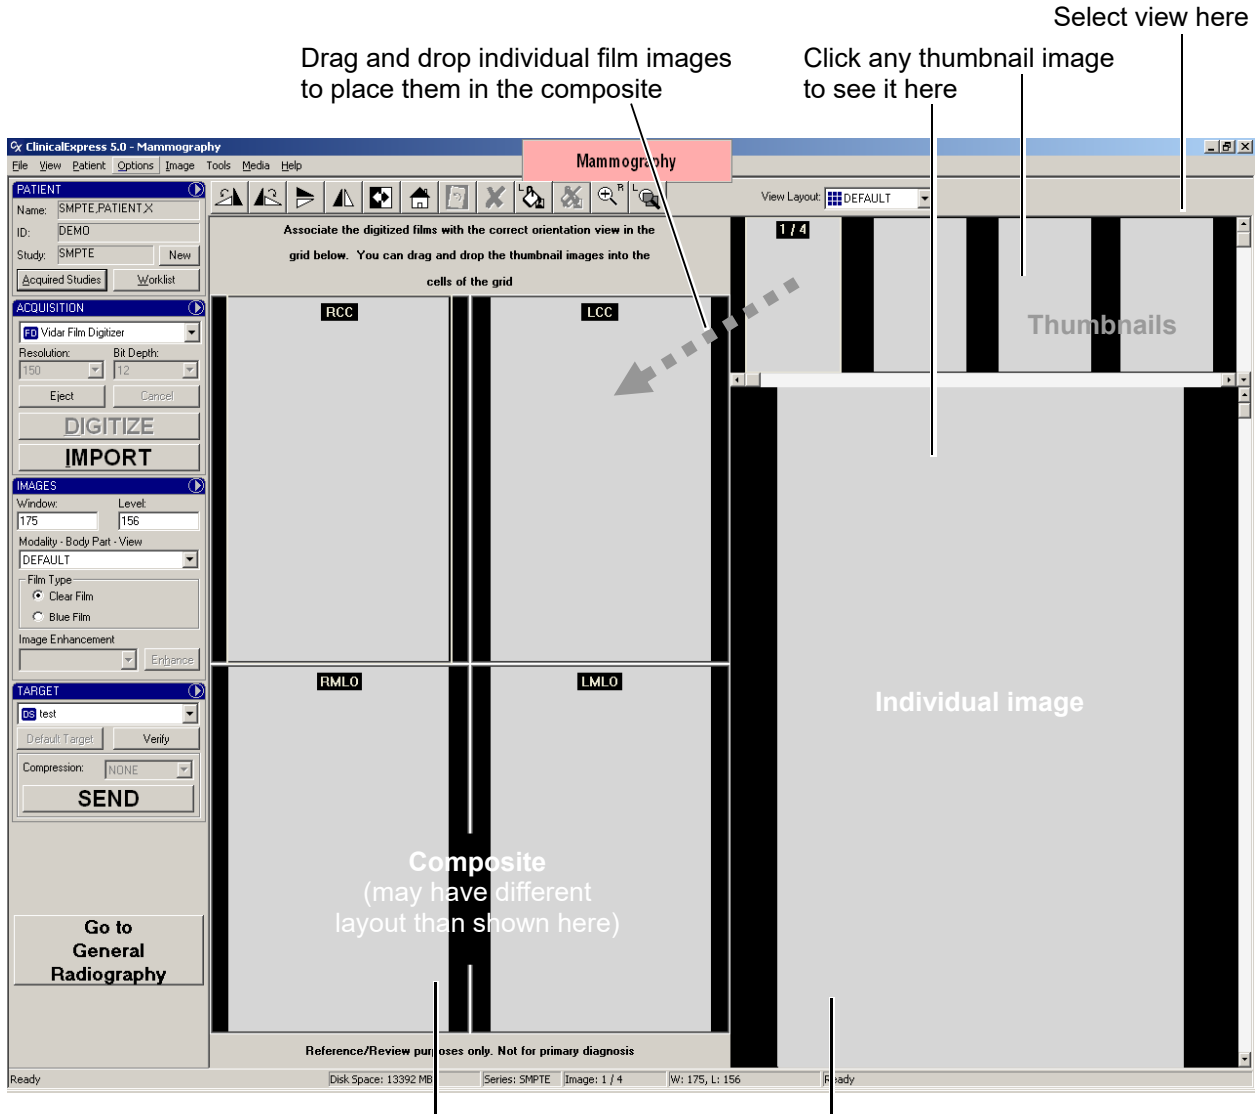 Select view here
Drag and drop individual film images
to place them in the composite
Click any thumbnail image
to see it here
ClinicalExpress 5.0 - Mammography
File View Patient Options Image Tools Media Help
Mammography
PATIENT
Name: SMPTE,PATIENT,X
ID: DEMO
Study: SMPTE New
Acquired Studies Worklist
L R L
View Layout: DEFAULT
Associate the digitized films with the correct orientation view in the
grid below. You can drag and drop the thumbnail images into the
cells of the grid
1 / 4
Thumbnails
ACQUISITION
FD Vidar Film Digitizer
Resolution: Bit Depth:
150 12
Eject Cancel
DIGITIZE
IMPORT
IMAGES
Window: Level:
175 156
Modality - Body Part - View
DEFAULT
Film Type
Clear Film
Blue Film
Image Enhancement
Enhance
TARGET
DS test
Default Target Verify
Compression: NONE
SEND
Go to
General
Radiography
RCC LCC
RMLO LMLO
Individual image
Composite
(may have different
layout than shown here)
Reference/Review purposes only. Not for primary diagnosis
Ready Disk Space: 13392 MB Series: SMPTE Image: 1 / 4 W: 175, L: 156 Ready